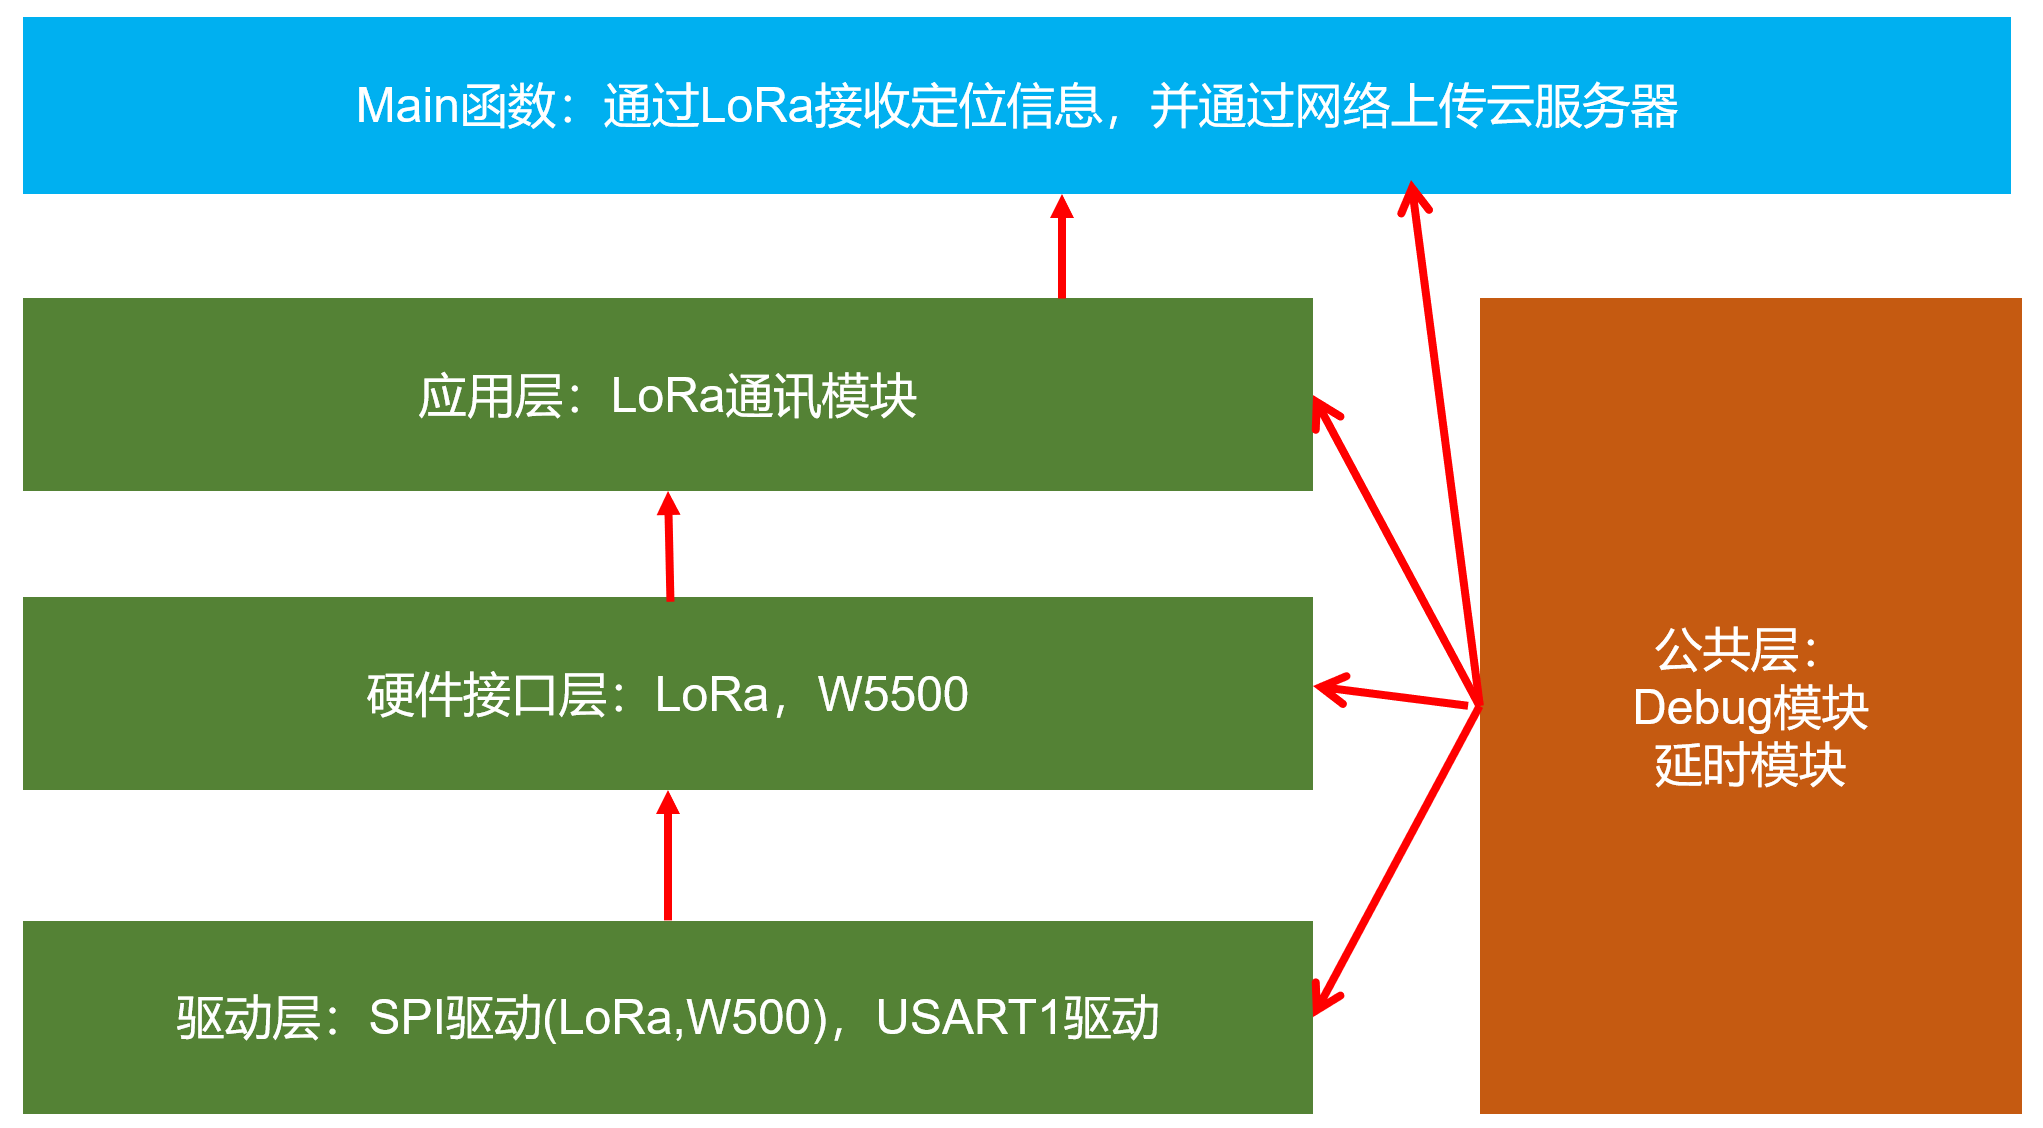 Main函数：通过LoRa接收定位信息，并通过网络上传云服务器
应用层：LoRa通讯模块
硬件接口层：LoRa，W5500
驱动层：SPI驱动(LoRa,W500)，USART1驱动
公共层：
Debug模块
延时模块